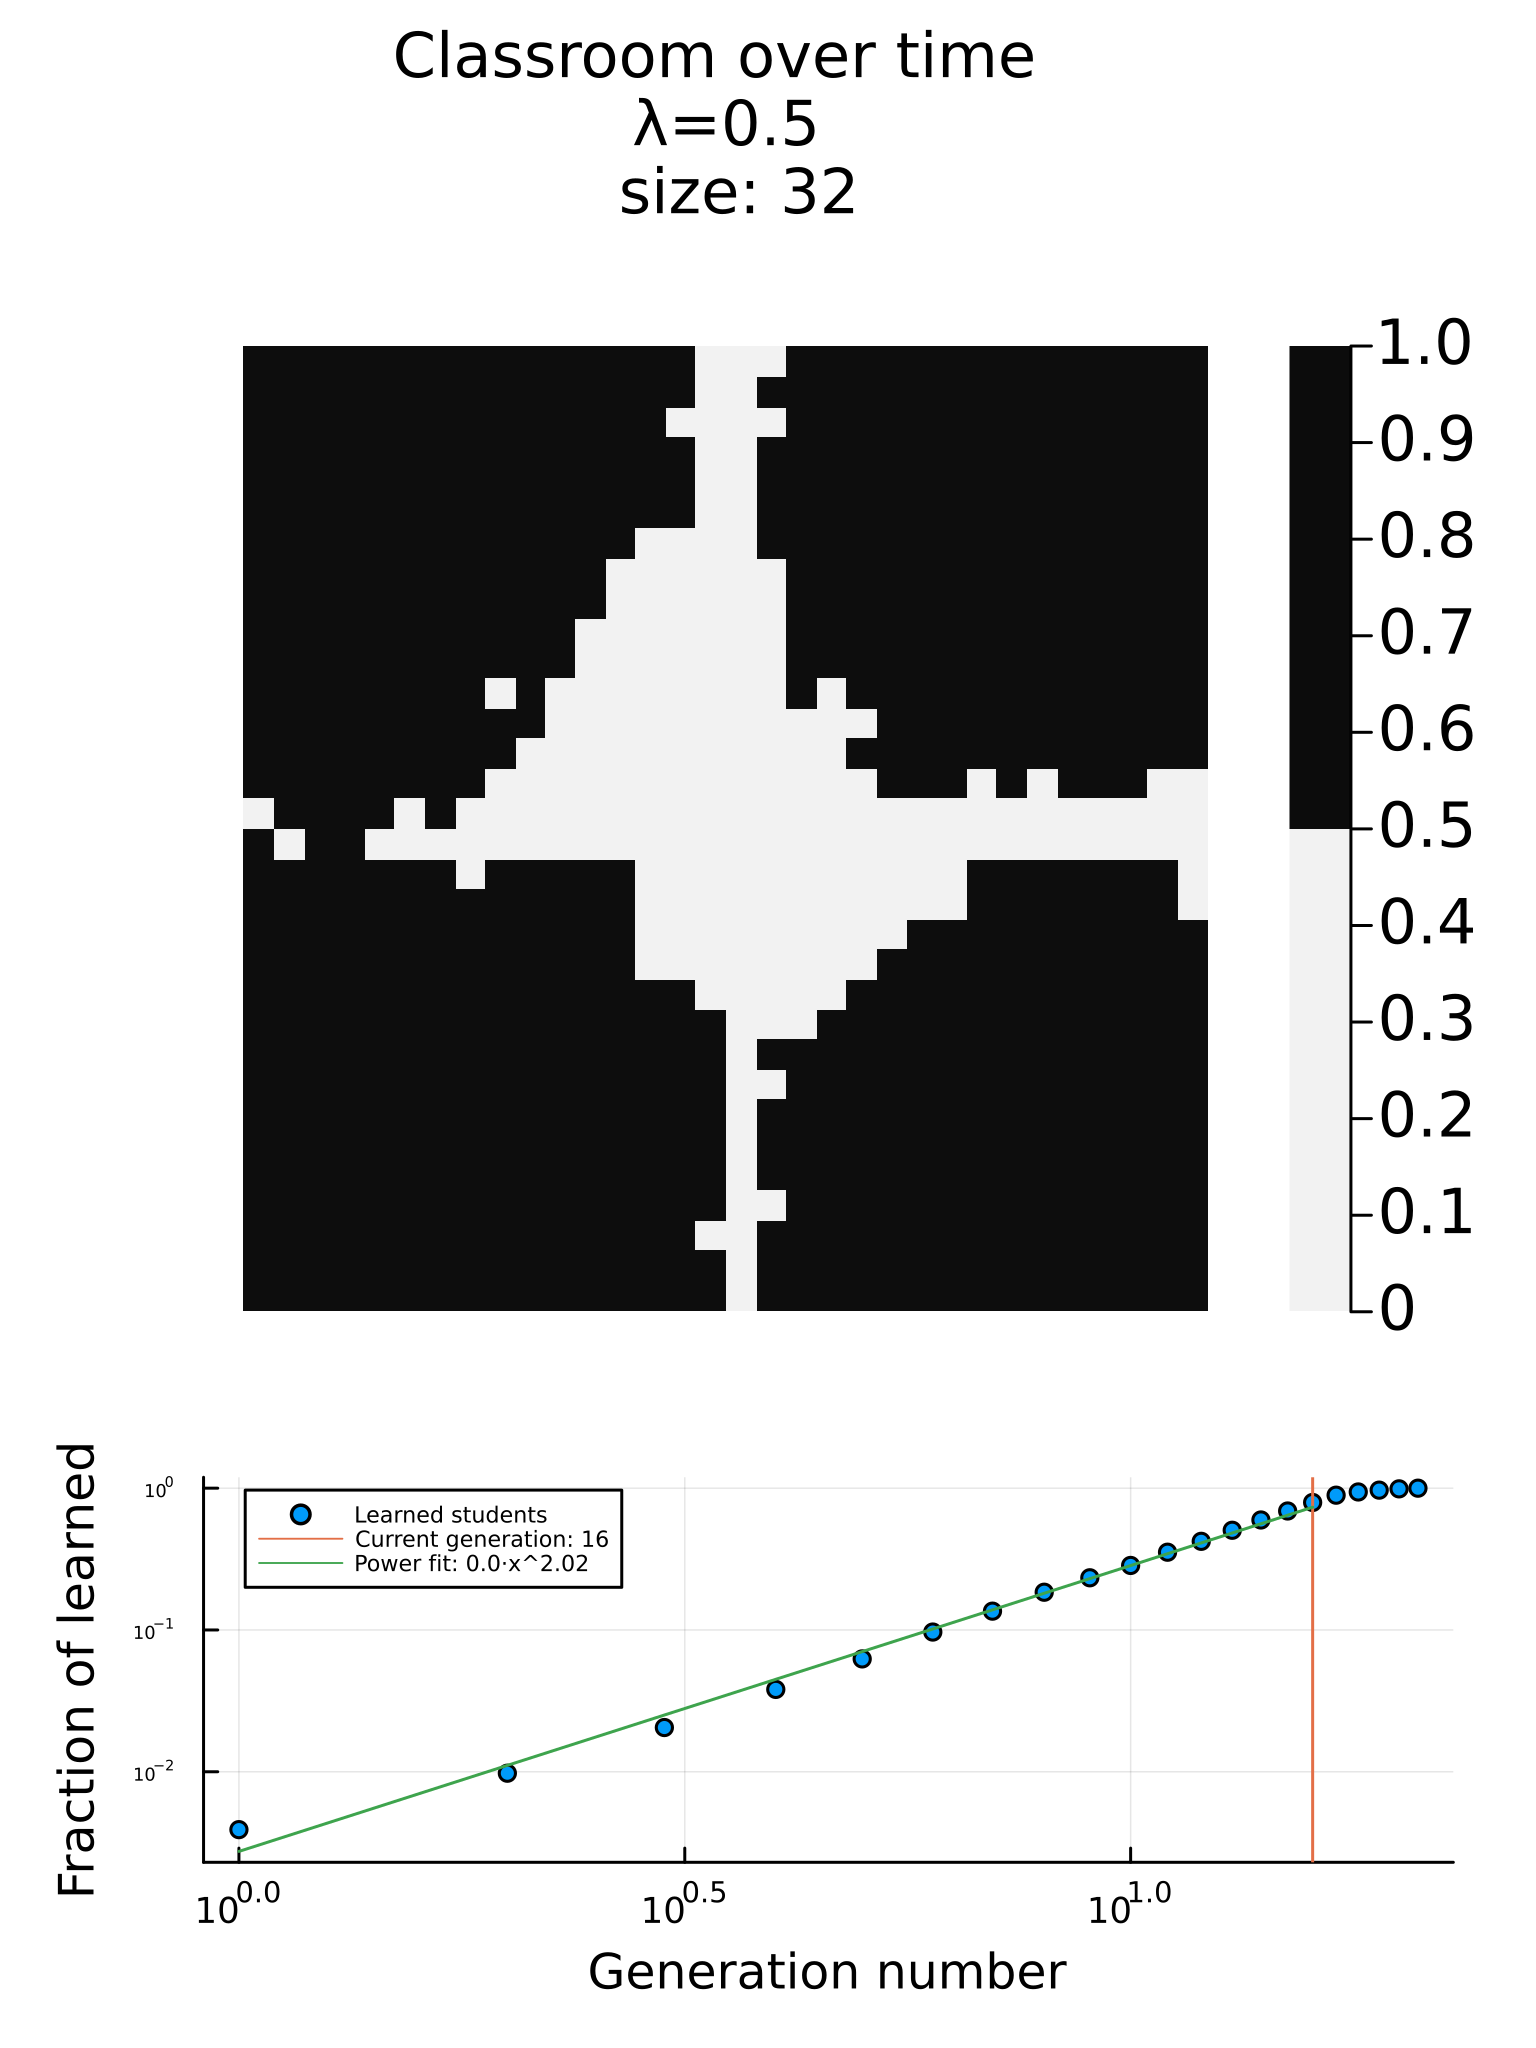 Classroom over time
λ=0.5
size: 32
1.0
0.9
0.8
0.7
0.6
0.5
0.4
0.3
0.2
0.1
0
Fraction of learned
10⁰
10⁻¹
10⁻²
Learned students
Current generation: 16
Power fit: 0.0·x^2.02
10^0.0
10^0.5
10^1.0
Generation number